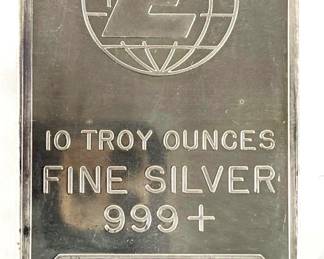 E
10 TROY OUNCES
FINE SILVER
999+